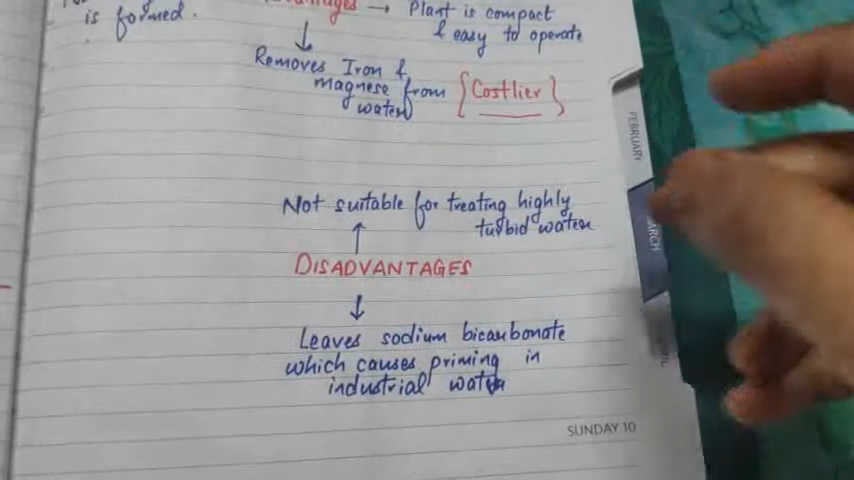 → Plant is compact
& easy to operate
is formed.
↓
Removes Iron &
magnese from
water
{Costlier}
FEBRUARY
Not suitable for treating highly
turbid water
↑
DISADVANTAGES
↓
Leaves sodium bicarbonate
which causes priming in
industrial water
SUNDAY 10